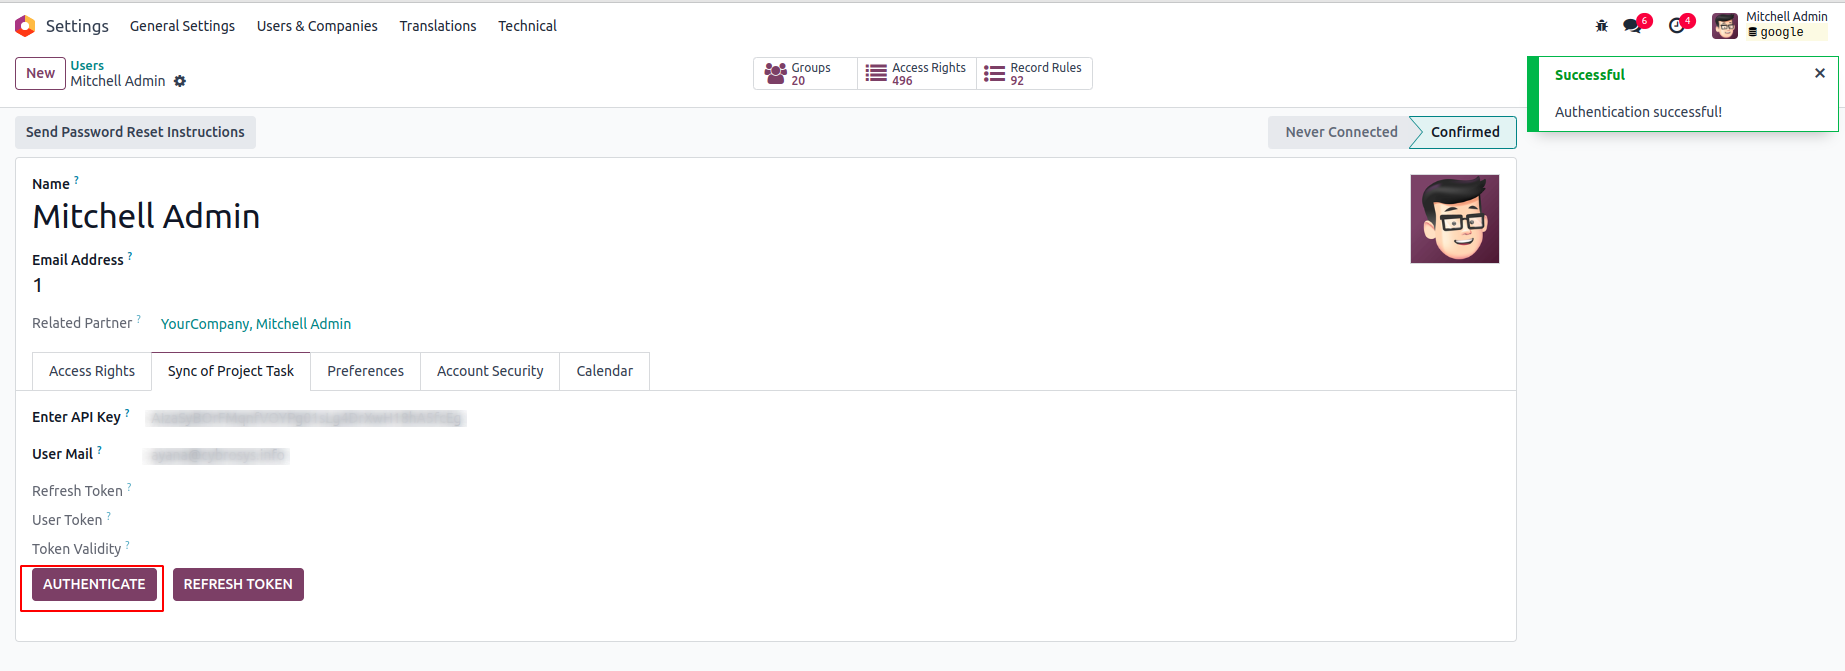 Settings General Settings Users & Companies Translations Technical 6 4 Mitchell Admin
google
New Users
Mitchell Admin
Groups
20
Access Rights
496
Record Rules
92
Successful
Authentication successful!
Send Password Reset Instructions Never Connected Confirmed
Name ?
Mitchell Admin
Email Address ?
1
Related Partner ? YourCompany, Mitchell Admin
Access Rights Sync of Project Task Preferences Account Security Calendar
Enter API Key ?
User Mail ?
Refresh Token ?
User Token ?
Token Validity ?
AUTHENTICATE REFRESH TOKEN